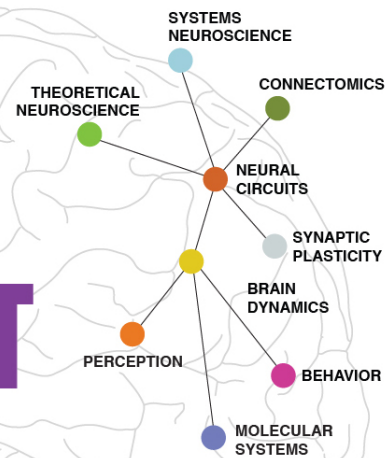 SYSTEMS
NEUROSCIENCE
CONNECTOMICS
THEORETICAL
NEUROSCIENCE
NEURAL
CIRCUITS
SYNAPTIC
PLASTICITY
BRAIN
DYNAMICS
PERCEPTION
BEHAVIOR
MOLECULAR
SYSTEMS